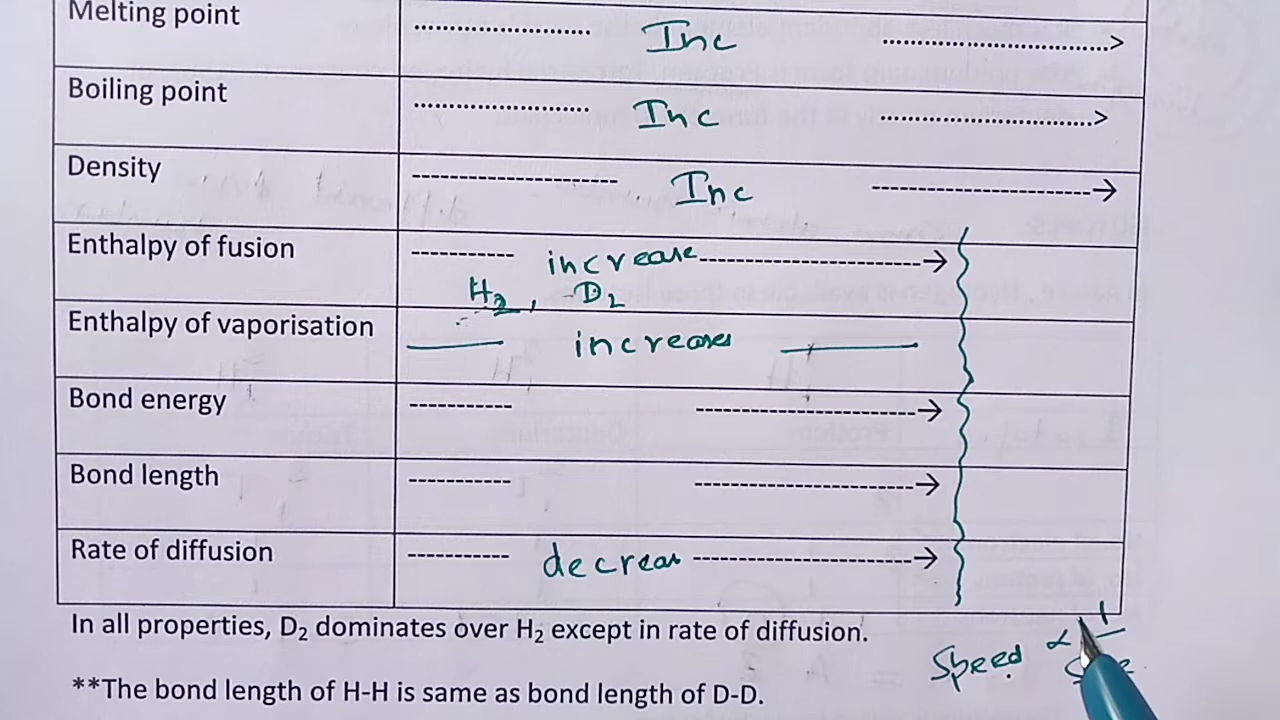 Melting point Inc
Boiling point Inc
Density Inc
Enthalpy of fusion increase
H2, D2
Enthalpy of vaporisation increases
Bond energy
Bond length
Rate of diffusion decreas
In all properties, D2 dominates over H2 except in rate of diffusion.
Speed ∝ 1
**The bond length of H-H is same as bond length of D-D.